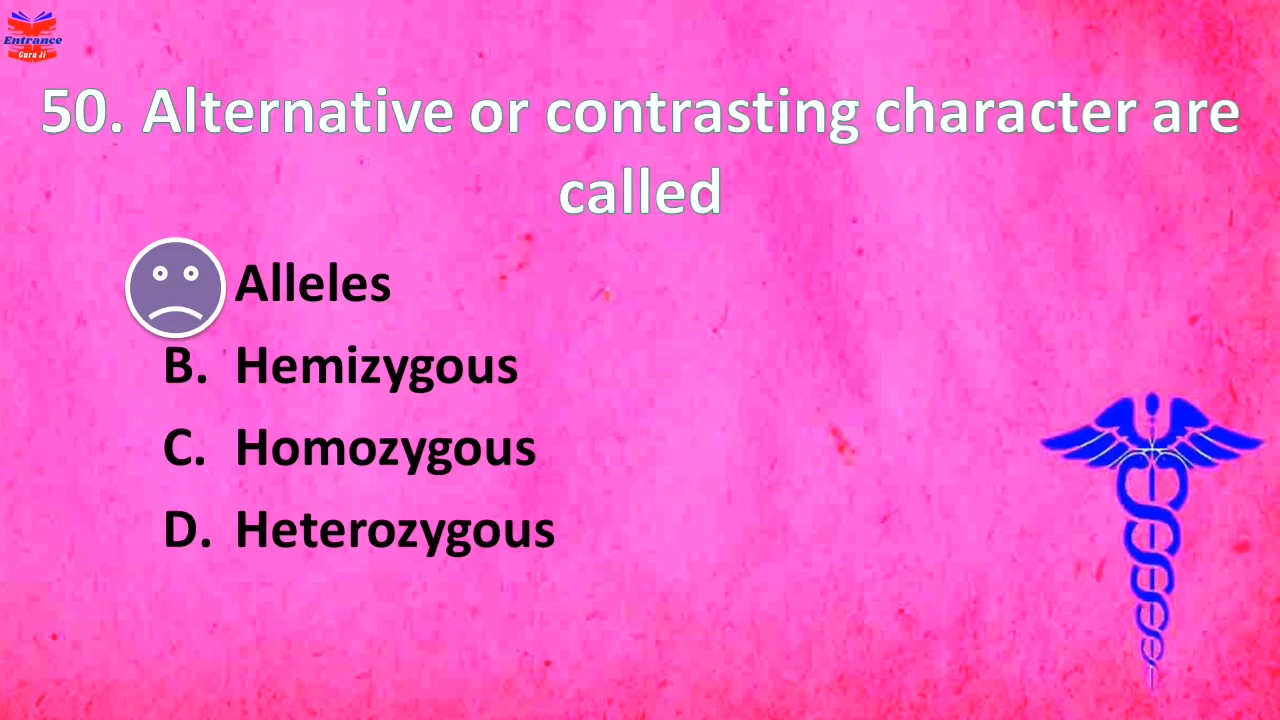 Entrance
Guru Ji
50. Alternative or contrasting character are
called
Alleles
B. Hemizygous
C. Homozygous
D. Heterozygous